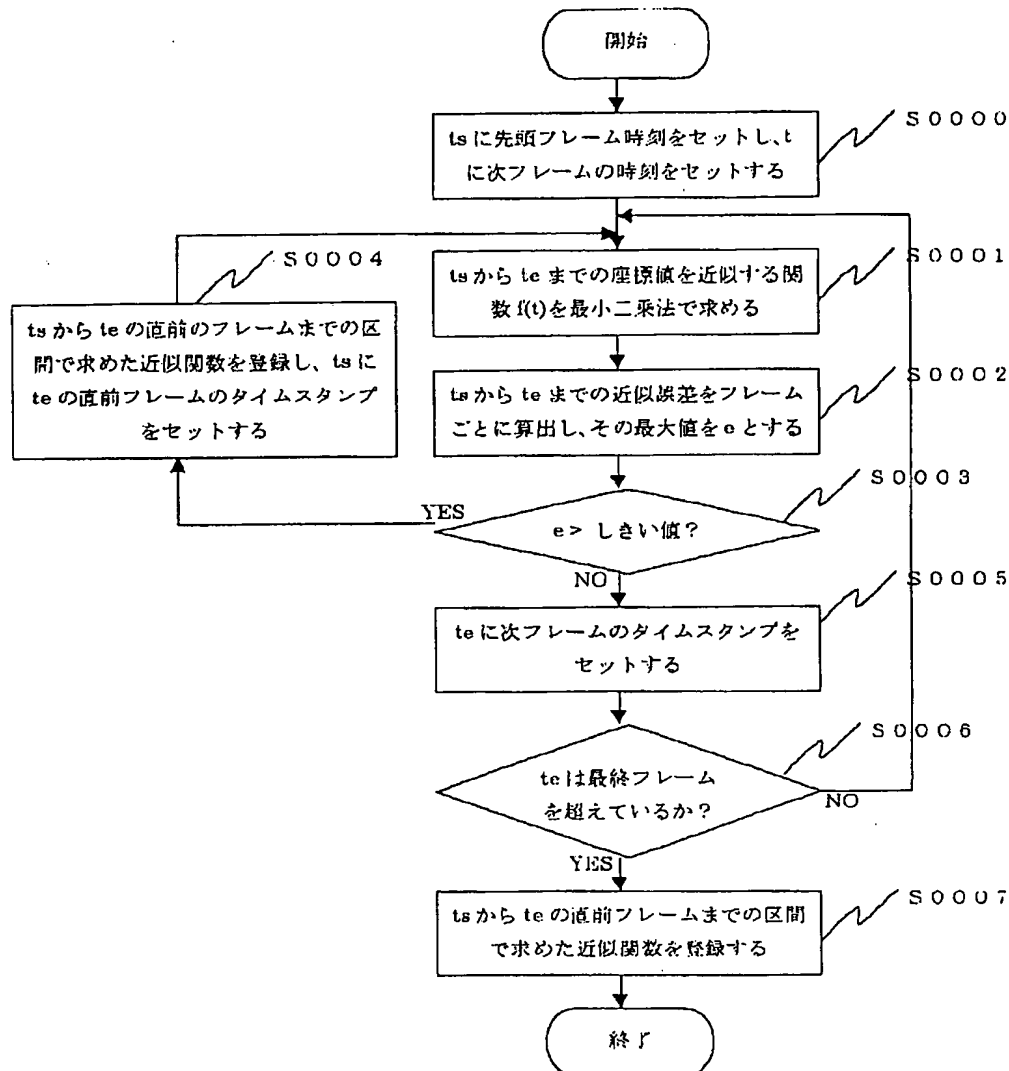 開始
S0000
tsに先頭フレーム時刻をセットし、t
に次フレームの時刻をセットする
S0004
S0001
tsからteまでの座標値を近似する関
数f(t)を最小二乗法で求める
tsからteの直前のフレームまでの区
間で求めた近似関数を登録し、tsに
teの直前フレームのタイムスタンプ
をセットする
S0002
tsからteまでの近似誤差をフレーム
ごとに算出し、その最大値をeとする
S0003
YES
e> しきい値?
NO
S0005
teに次フレームのタイムスタンプを
セットする
S0006
teは最終フレーム
を超えているか?
NO
YES
S0007
tsからteの直前フレームまでの区間
で求めた近似関数を登録する
終了